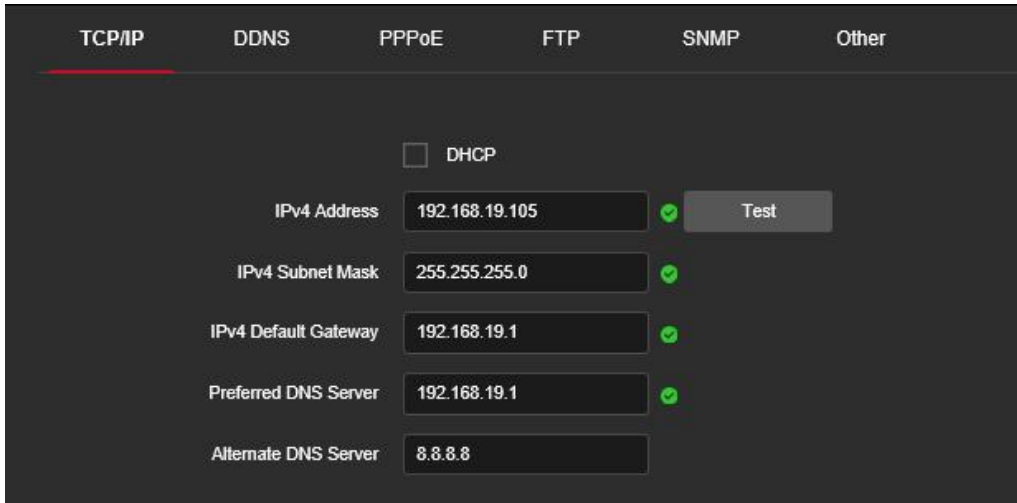 TCP/IP DDNS PPPoE FTP SNMP Other
DHCP
IPv4 Address 192.168.19.105 Test
IPv4 Subnet Mask 255.255.255.0
IPv4 Default Gateway 192.168.19.1
Preferred DNS Server 192.168.19.1
Alternate DNS Server 8.8.8.8